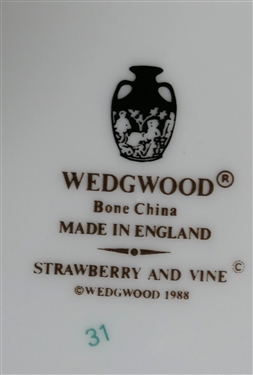 WEDGWOOD®
Bone China
MADE IN ENGLAND
STRAWBERRY AND VINE©
©WEDGWOOD 1988
31